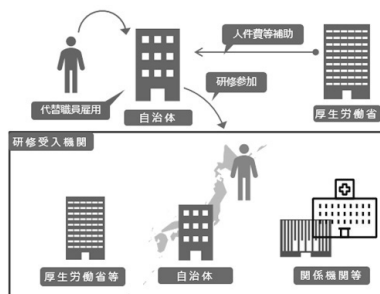 人件費等補助
研修参加
代替職員雇用
自治体
厚生労働省
研修受入機関
厚生労働省等
自治体
関係機関等